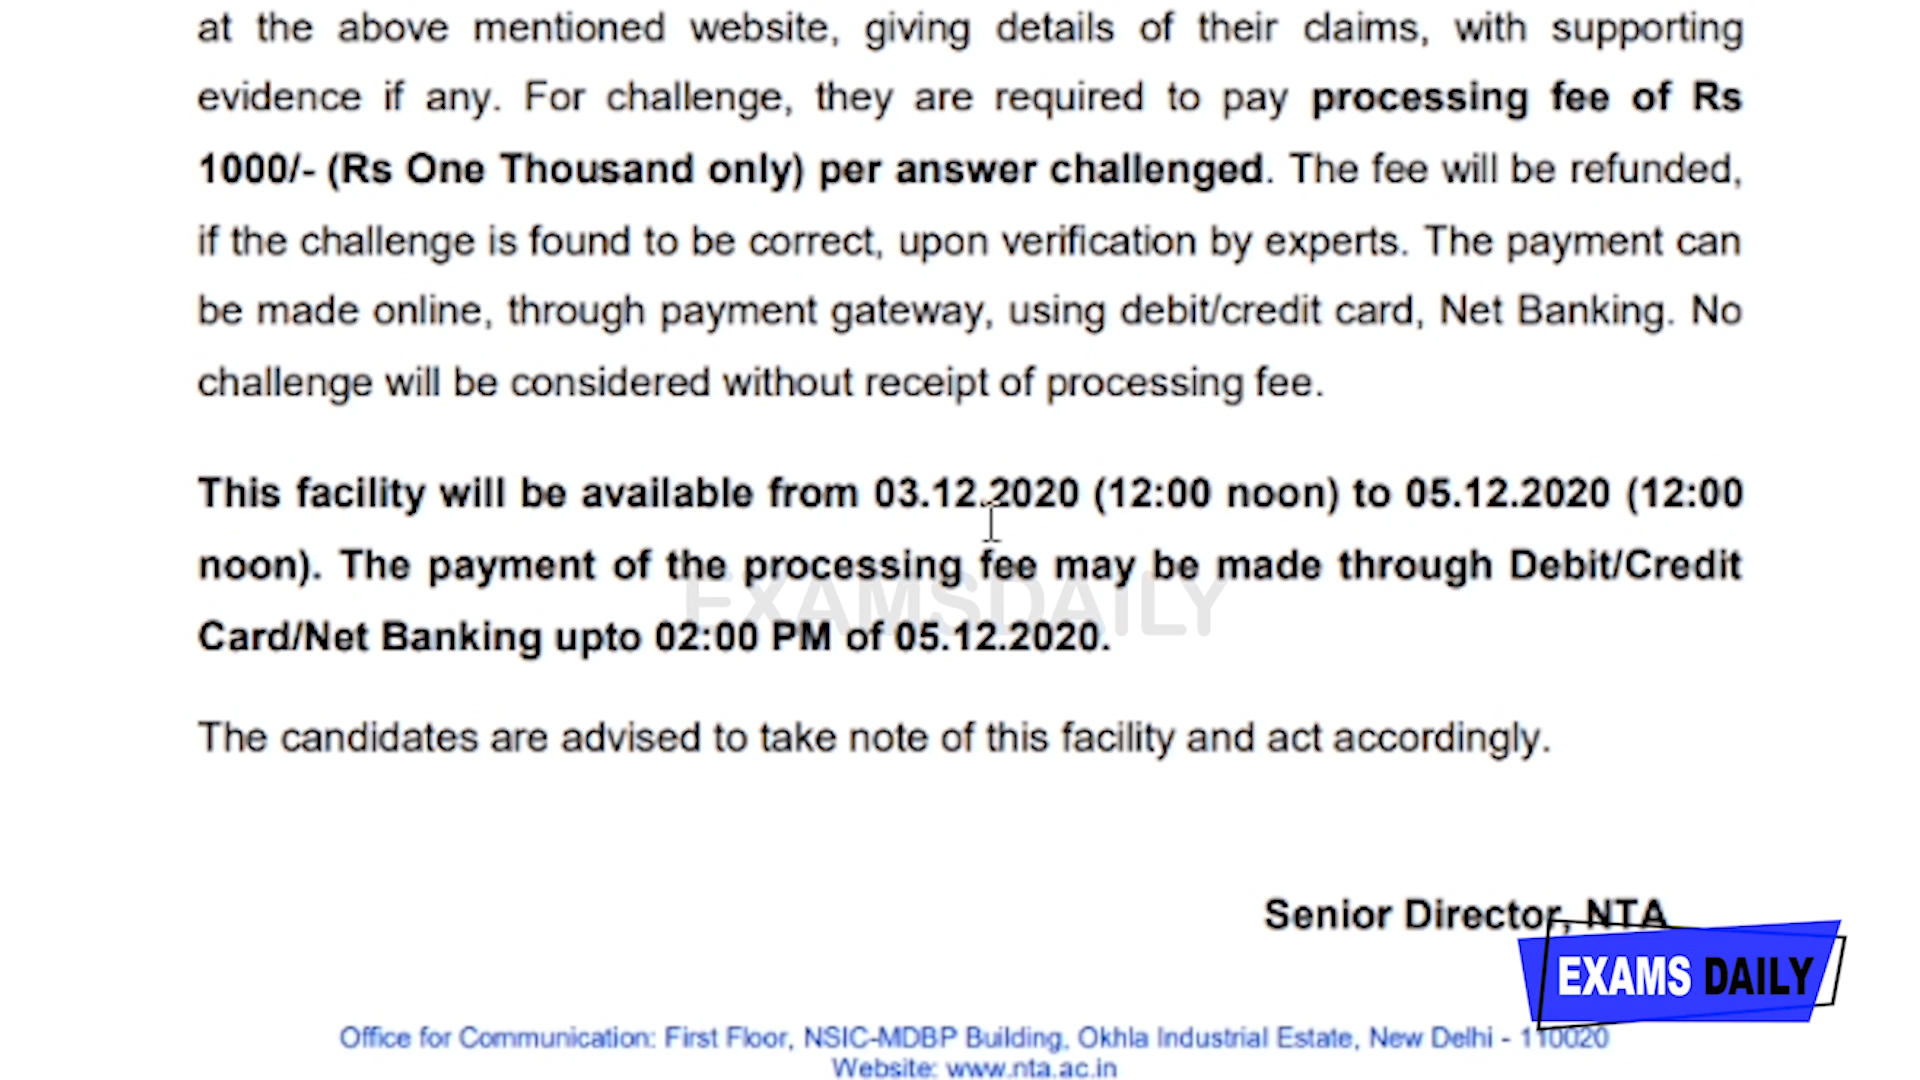 at the above mentioned website, giving details of their claims, with supporting
evidence if any. For challenge, they are required to pay processing fee of Rs
1000/- (Rs One Thousand only) per answer challenged. The fee will be refunded,
if the challenge is found to be correct, upon verification by experts. The payment can
be made online, through payment gateway, using debit/credit card, Net Banking. No
challenge will be considered without receipt of processing fee.
This facility will be available from 03.12.2020 (12:00 noon) to 05.12.2020 (12:00
noon). The payment of the processing fee may be made through Debit/Credit
EXAMSDAILY
Card/Net Banking upto 02:00 PM of 05.12.2020.
The candidates are advised to take note of this facility and act accordingly.
Senior Director, NTA
EXAMS DAILY
Office for Communication: First Floor, NSIC-MDBP Building, Okhla Industrial Estate, New Delhi - 110020
Website: www.nta.ac.in